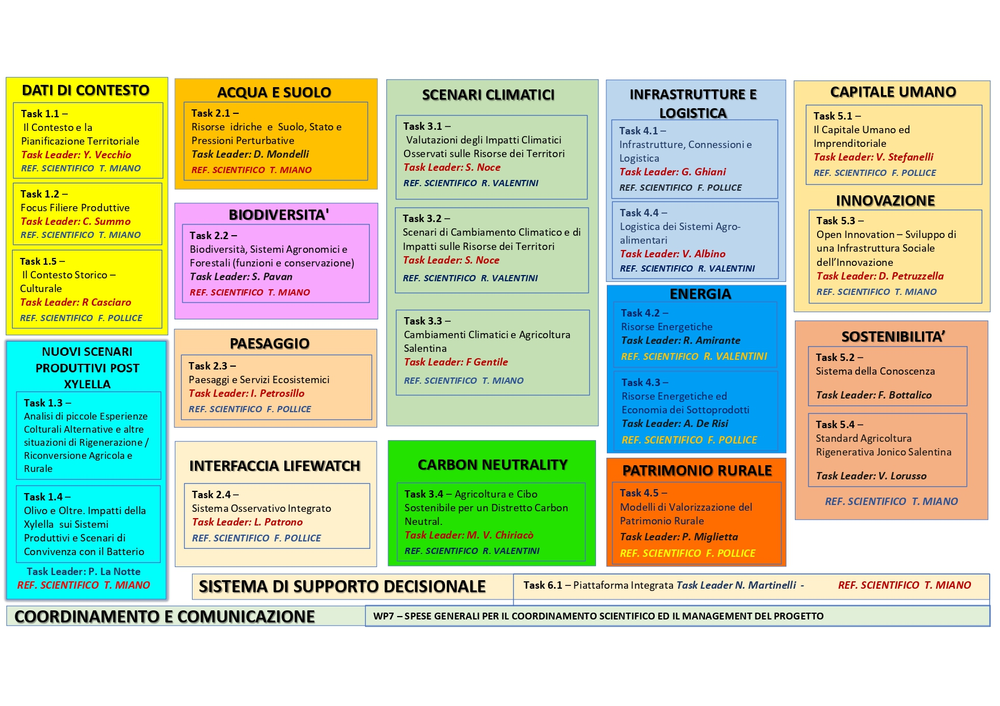 DATI DI CONTESTO
Task 1.1 –
Il Contesto e la
Pianificazione Territoriale
Task Leader: Y. Vecchio
REF. SCIENTIFICO T. MIANO
Task 1.2 –
Focus Filiere Produttive
Task Leader: C. Summo
REF. SCIENTIFICO T. MIANO
Task 1.5 –
Il Contesto Storico –
Culturale
Task Leader: R Casciaro
REF. SCIENTIFICO F. POLLICE
NUOVI SCENARI
PRODUTTIVI POST
XYLELLA
Task 1.3 –
Analisi di piccole Esperienze
Colturali Alternative e altre
situazioni di Rigenerazione /
Riconversione Agricola e
Rurale
Task 1.4 –
Olivo e Oltre. Impatti della
Xylella sui Sistemi
Produttivi e Scenari di
Convivenza con il Batterio
Task Leader: P. La Notte
REF. SCIENTIFICO T. MIANO
ACQUA E SUOLO
Task 2.1 –
Risorse idriche e Suolo, Stato e
Pressioni Perturbative
Task Leader: D. Mondelli
REF. SCIENTIFICO T. MIANO
BIODIVERSITA'
Task 2.2 –
Biodiversità, Sistemi Agronomici e
Forestali (funzioni e conservazione)
Task Leader: S. Pavan
REF. SCIENTIFICO T. MIANO
PAESAGGIO
Task 2.3 –
Paesaggi e Servizi Ecosistemici
Task Leader: I. Petrosillo
REF. SCIENTIFICO F. POLLICE
INTERFACCIA LIFEWATCH
Task 2.4 –
Sistema Osservativo Integrato
Task Leader: L. Patrono
REF. SCIENTIFICO F. POLLICE
SCENARI CLIMATICI
Task 3.1 –
Valutazioni degli Impatti Climatici
Osservati sulle Risorse dei Territori
Task Leader: S. Noce
REF. SCIENTIFICO R. VALENTINI
Task 3.2 –
Scenari di Cambiamento Climatico e di
Impatti sulle Risorse dei Territori
Task Leader: S. Noce
REF. SCIENTIFICO R. VALENTINI
Task 3.3 –
Cambiamenti Climatici e Agricoltura
Salentina
Task Leader: F Gentile
REF. SCIENTIFICO T. MIANO
CARBON NEUTRALITY
Task 3.4 – Agricoltura e Cibo
Sostenibile per un Distretto Carbon
Neutral.
Task Leader: M. V. Chiriacò
REF. SCIENTIFICO R. VALENTINI
INFRASTRUTTURE E
LOGISTICA
Task 4.1 –
Infrastrutture, Connessioni e
Logistica
Task Leader: G. Ghiani
REF. SCIENTIFICO F. POLLICE
Task 4.4 –
Logistica dei Sistemi Agro-
alimentari
Task Leader: V. Albino
REF. SCIENTIFICO R. VALENTINI
ENERGIA
Task 4.2 –
Risorse Energetiche
Task Leader: R. Amirante
REF. SCIENTIFICO R. VALENTINI
Task 4.3 –
Risorse Energetiche ed
Economia dei Sottoprodotti
Task Leader: A. De Risi
REF. SCIENTIFICO F. POLLICE
PATRIMONIO RURALE
Task 4.5 –
Modelli di Valorizzazione del
Patrimonio Rurale
Task Leader: P. Miglietta
REF. SCIENTIFICO F. POLLICE
CAPITALE UMANO
Task 5.1 –
Il Capitale Umano ed
Imprenditoriale
Task Leader: V. Stefanelli
REF. SCIENTIFICO F. POLLICE
INNOVAZIONE
Task 5.3 –
Open Innovation – Sviluppo di
una Infrastruttura Sociale
dell’Innovazione
Task Leader: D. Petruzzella
REF. SCIENTIFICO T. MIANO
SOSTENIBILITA’
Task 5.2 –
Sistema della Conoscenza
Task Leader: F. Bottalico
Task 5.4 –
Standard Agricoltura
Rigenerativa Jonico Salentina
Task Leader: V. Lorusso
REF. SCIENTIFICO T. MIANO
SISTEMA DI SUPPORTO DECISIONALE
Task 6.1 – Piattaforma Integrata Task Leader N. Martinelli - REF. SCIENTIFICO T. MIANO
COORDINAMENTO E COMUNICAZIONE
WP7 – SPESE GENERALI PER IL COORDINAMENTO SCIENTIFICO ED IL MANAGEMENT DEL PROGETTO